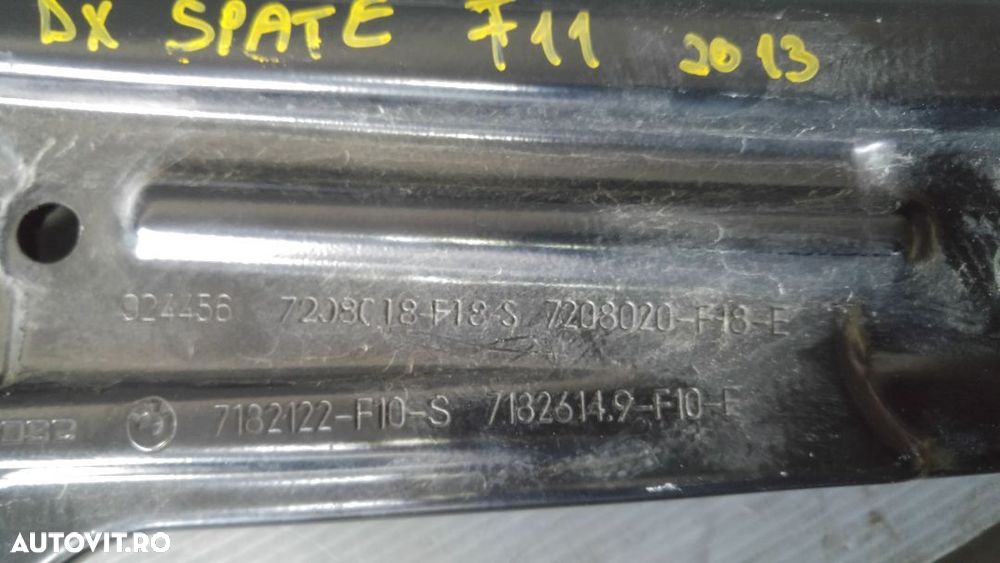 DX SPATE F11 2013
924456 7208018-F18-S 7208020-F18-E
7182122-F10-S 7182614.9-F10-E
AUTOVIT.RO